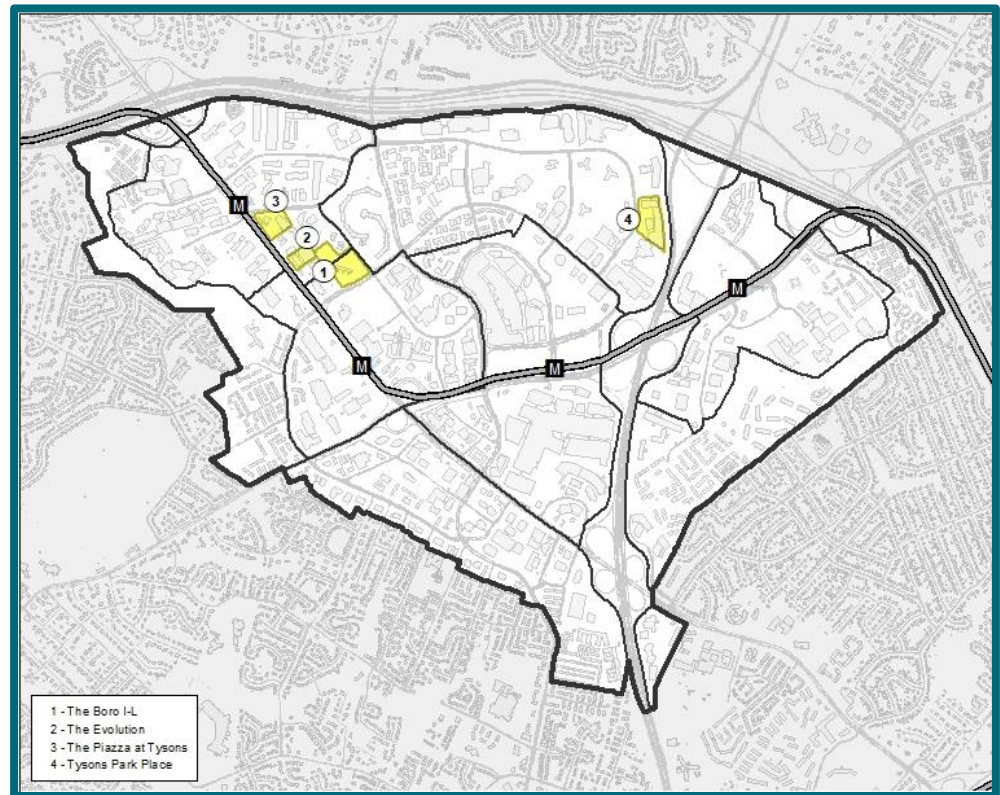 M
3
2
1
4
M
M
M
1 - The Boro I-L
2 - The Evolution
3 - The Piazza at Tysons
4 - Tysons Park Place